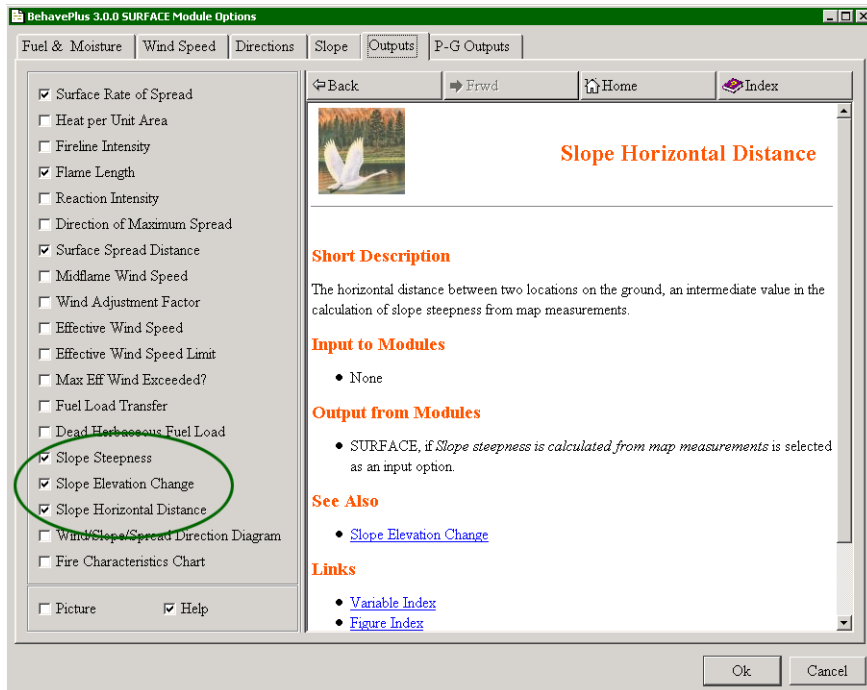 BehavePlus 3.0.0 SURFACE Module Options
Fuel & Moisture Wind Speed Directions Slope Outputs P-G Outputs
Surface Rate of Spread
Heat per Unit Area
Fireline Intensity
Flame Length
Reaction Intensity
Direction of Maximum Spread
Surface Spread Distance
Midflame Wind Speed
Wind Adjustment Factor
Effective Wind Speed
Effective Wind Speed Limit
Max Eff Wind Exceeded?
Fuel Load Transfer
Dead Herbaceous Fuel Load
Slope Steepness
Slope Elevation Change
Slope Horizontal Distance
Wind/Slope/Spread Direction Diagram
Fire Characteristics Chart
Picture Help
Back Frwd Home Index
Slope Horizontal Distance
Short Description
The horizontal distance between two locations on the ground, an intermediate value in the
calculation of slope steepness from map measurements.
Input to Modules
None
Output from Modules
SURFACE, if Slope steepness is calculated from map measurements is selected
as an input option.
See Also
Slope Elevation Change
Links
Variable Index
Figure Index
Ok Cancel